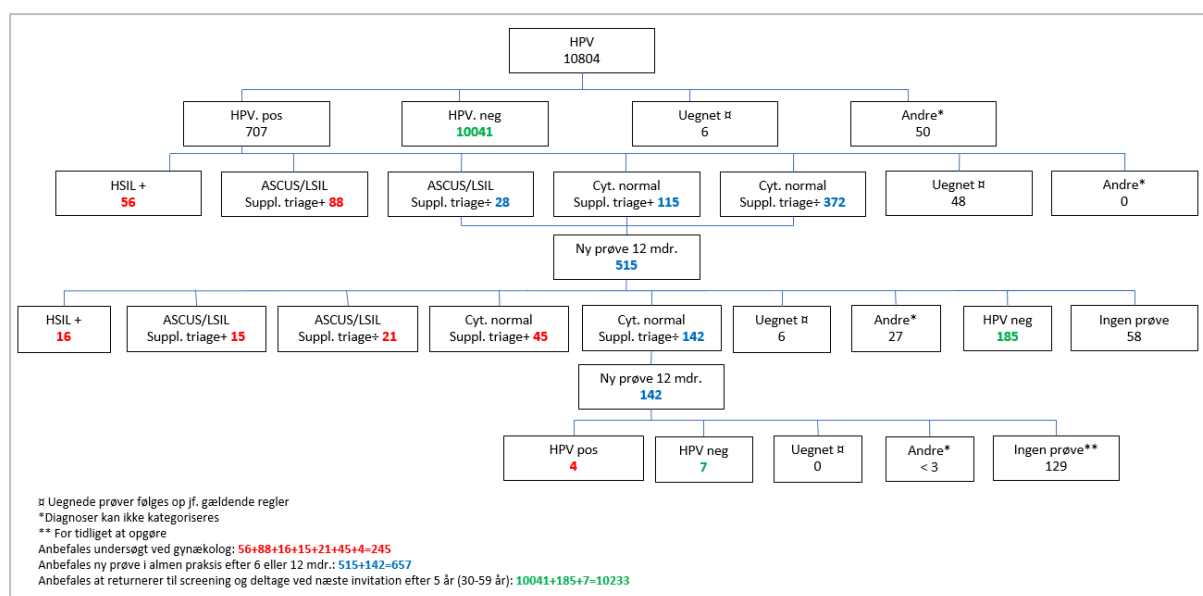 HPV
10804
HPV. pos
707
HPV. neg
10041
Uegnet ¤
6
Andre*
50
HSIL +
56
ASCUS/LSIL
Suppl. triage+ 88
ASCUS/LSIL
Suppl. triage÷ 28
Cyt. normal
Suppl. triage+ 115
Cyt. normal
Suppl. triage÷ 372
Uegnet ¤
48
Andre*
0
Ny prøve 12 mdr.
515
HSIL +
16
ASCUS/LSIL
Suppl. triage+ 15
ASCUS/LSIL
Suppl. triage÷ 21
Cyt. normal
Suppl. triage+ 45
Cyt. normal
Suppl. triage÷ 142
Uegnet ¤
6
Andre*
27
HPV neg
185
Ingen prøve
58
Ny prøve 12 mdr.
142
HPV pos
4
HPV neg
7
Uegnet ¤
0
Andre*
< 3
Ingen prøve**
129
¤ Uegnede prøver følges op jf. gældende regler
*Diagnoser kan ikke kategoriseres
** For tidliget at opgøre
Anbefales undersøgt ved gynækolog: 56+88+16+15+21+45+4=245
Anbefales ny prøve i almen praksis efter 6 eller 12 mdr.: 515+142=657
Anbefales at returnerer til screening og deltage ved næste invitation efter 5 år (30-59 år): 10041+185+7=10233